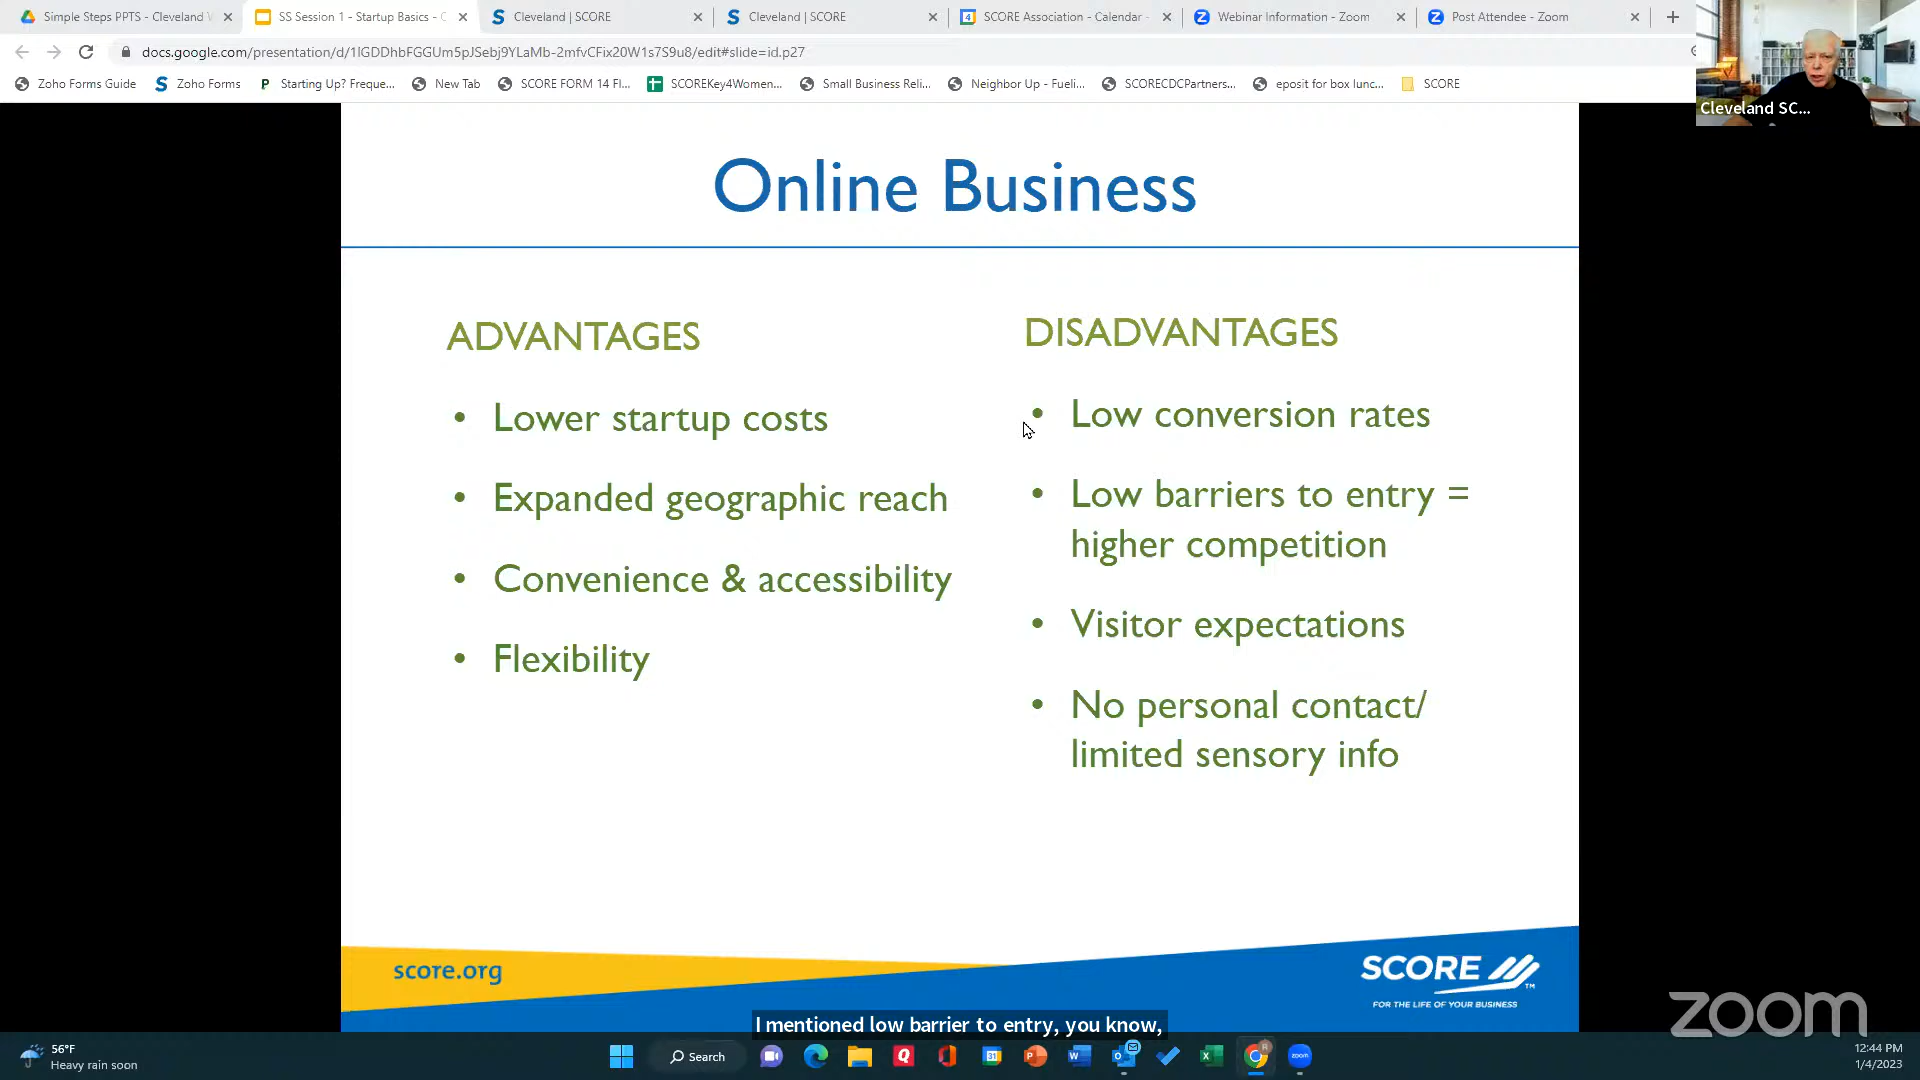 Simple Steps PPTS - Cleveland
SS Session 1 - Startup Basics - C
Cleveland | SCORE
Cleveland | SCORE
SCORE Association - Calendar -
Webinar Information - Zoom
Post Attendee - Zoom
docs.google.com/presentation/d/1lGDDhbFGGUm5pJSebj9YLaMb-2mfvCFix20W1s7S9u8/edit#slide=id.p27
Zoho Forms Guide
Zoho Forms
Starting Up? Freque...
New Tab
SCORE FORM 14 Fl...
SCOREKey4Women...
Small Business Reli...
Neighbor Up - Fueli...
SCORECDCPartners...
eposit for box lunc...
SCORE
Cleveland SC...
Online Business
ADVANTAGES
• Lower startup costs
• Expanded geographic reach
• Convenience & accessibility
• Flexibility
DISADVANTAGES
• Low conversion rates
• Low barriers to entry =
higher competition
• Visitor expectations
• No personal contact/
limited sensory info
score.org
SCORE
FOR THE LIFE OF YOUR BUSINESS
I mentioned low barrier to entry, you know,
zoom
56°F
Heavy rain soon
Search
12:44 PM
1/4/2023